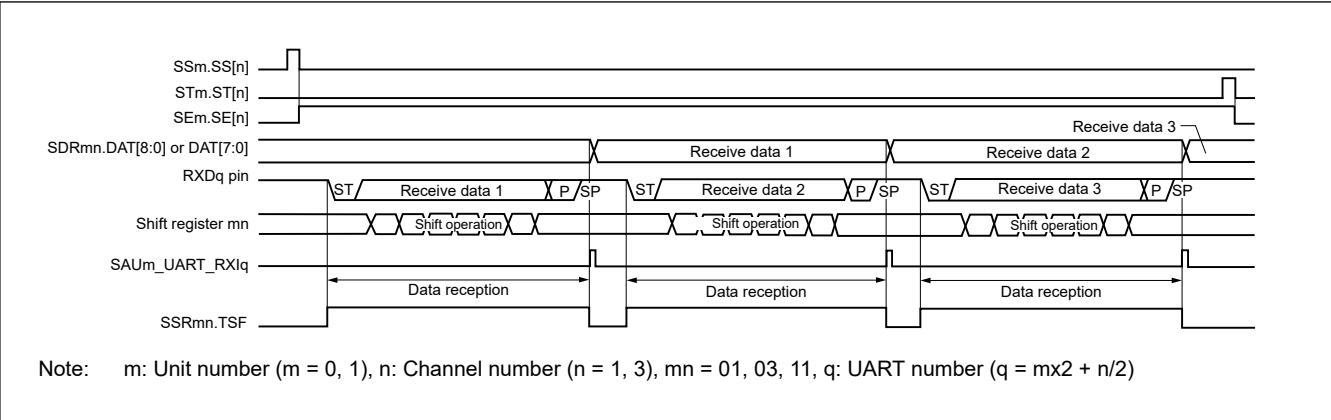 SSm.SS[n]
STm.ST[n]
SEm.SE[n]
Receive data 3
SDRmn.DAT[8:0] or DAT[7:0]
Receive data 1
Receive data 2
RXDq pin
ST
Receive data 1
P
SP
ST
Receive data 2
P
SP
ST
Receive data 3
P
SP
Shift register mn
Shift operation
Shift operation
Shift operation
SAUm_UART_RXIq
Data reception
Data reception
Data reception
SSRmn.TSF
Note: m: Unit number (m = 0, 1), n: Channel number (n = 1, 3), mn = 01, 03, 11, q: UART number (q = mx2 + n/2)